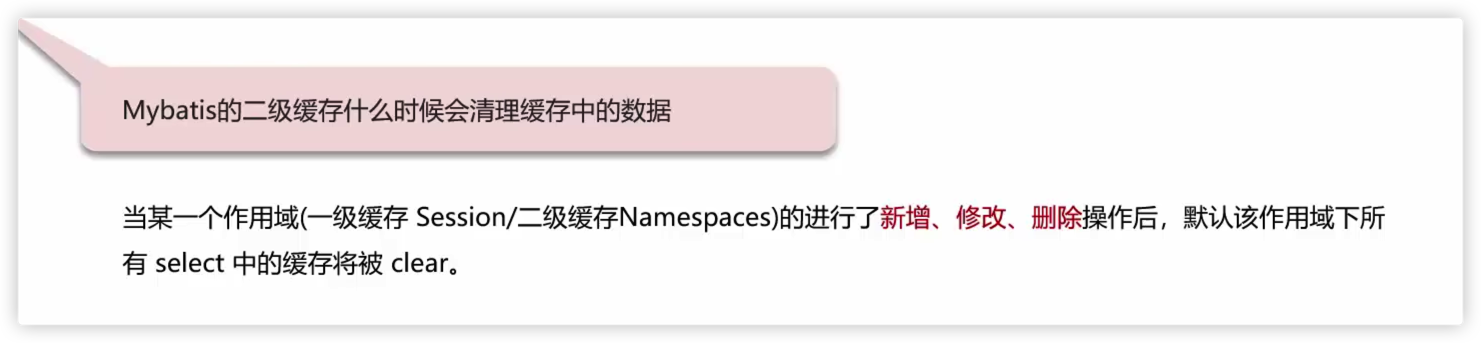 Mybatis的二级缓存什么时候会清理缓存中的数据
当某一个作用域(一级缓存 Session/二级缓存Namespaces)的进行了新增、修改、删除操作后，默认该作用域下所
有 select 中的缓存将被 clear。